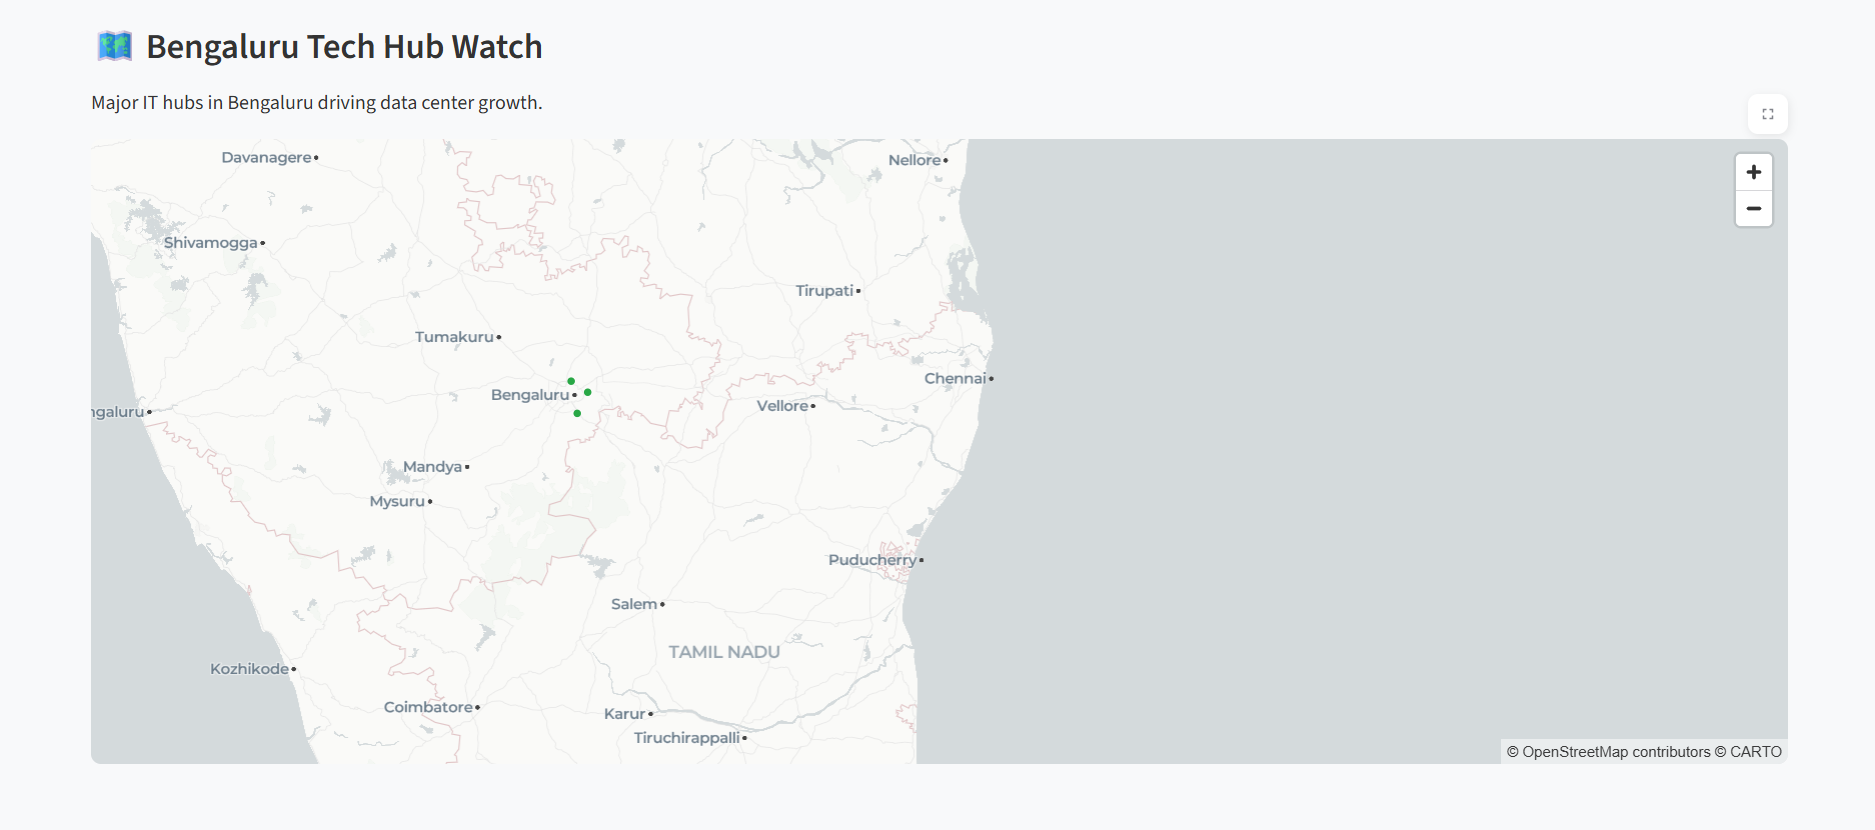 Bengaluru Tech Hub Watch
Major IT hubs in Bengaluru driving data center growth.
Davanagere
Nellore
+
−
Shivamogga
Tirupati
Tumakuru
Chennai
Bengaluru
Vellore
ngaluru
Mandya
Mysuru
Puducherry
Salem
TAMIL NADU
Kozhikode
Coimbatore
Karur
Tiruchirappalli
© OpenStreetMap contributors © CARTO